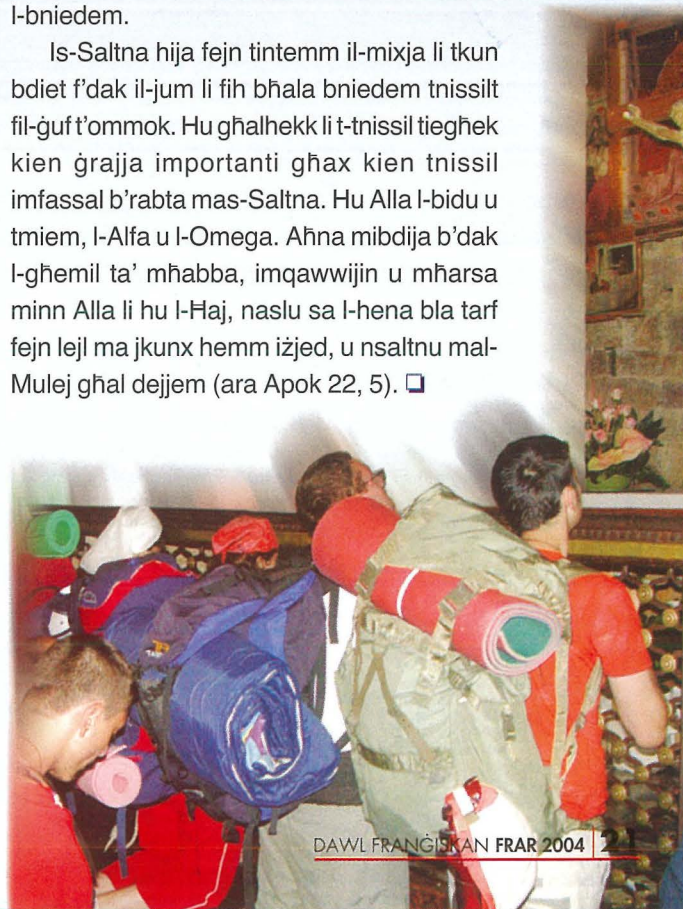 l-bniedem.
Is-Saltna hija fejn tintemm il-mixja li tkun
bdiet f'dak il-jum li fih bħala bniedem tnissilt
fil-ġuf t'ommok. Hu għalhekk li t-tnissil tiegħek
kien ġrajja importanti għax kien tnissil
imfassal b'rabta mas-Saltna. Hu Alla l-bidu u
tmiem, l-Alfa u l-Omega. Aħna mibdija b'dak
l-għemil ta' mħabba, imqawwijin u mħarsa
minn Alla li hu l-Ħaj, naslu sa l-hena bla tarf
fejn lejl ma jkunx hemm iżjed, u nsaltnu mal-
Mulej għal dejjem (ara Apok 22, 5). ❑
DAWL FRANĠISKAN FRAR 2004 | 21